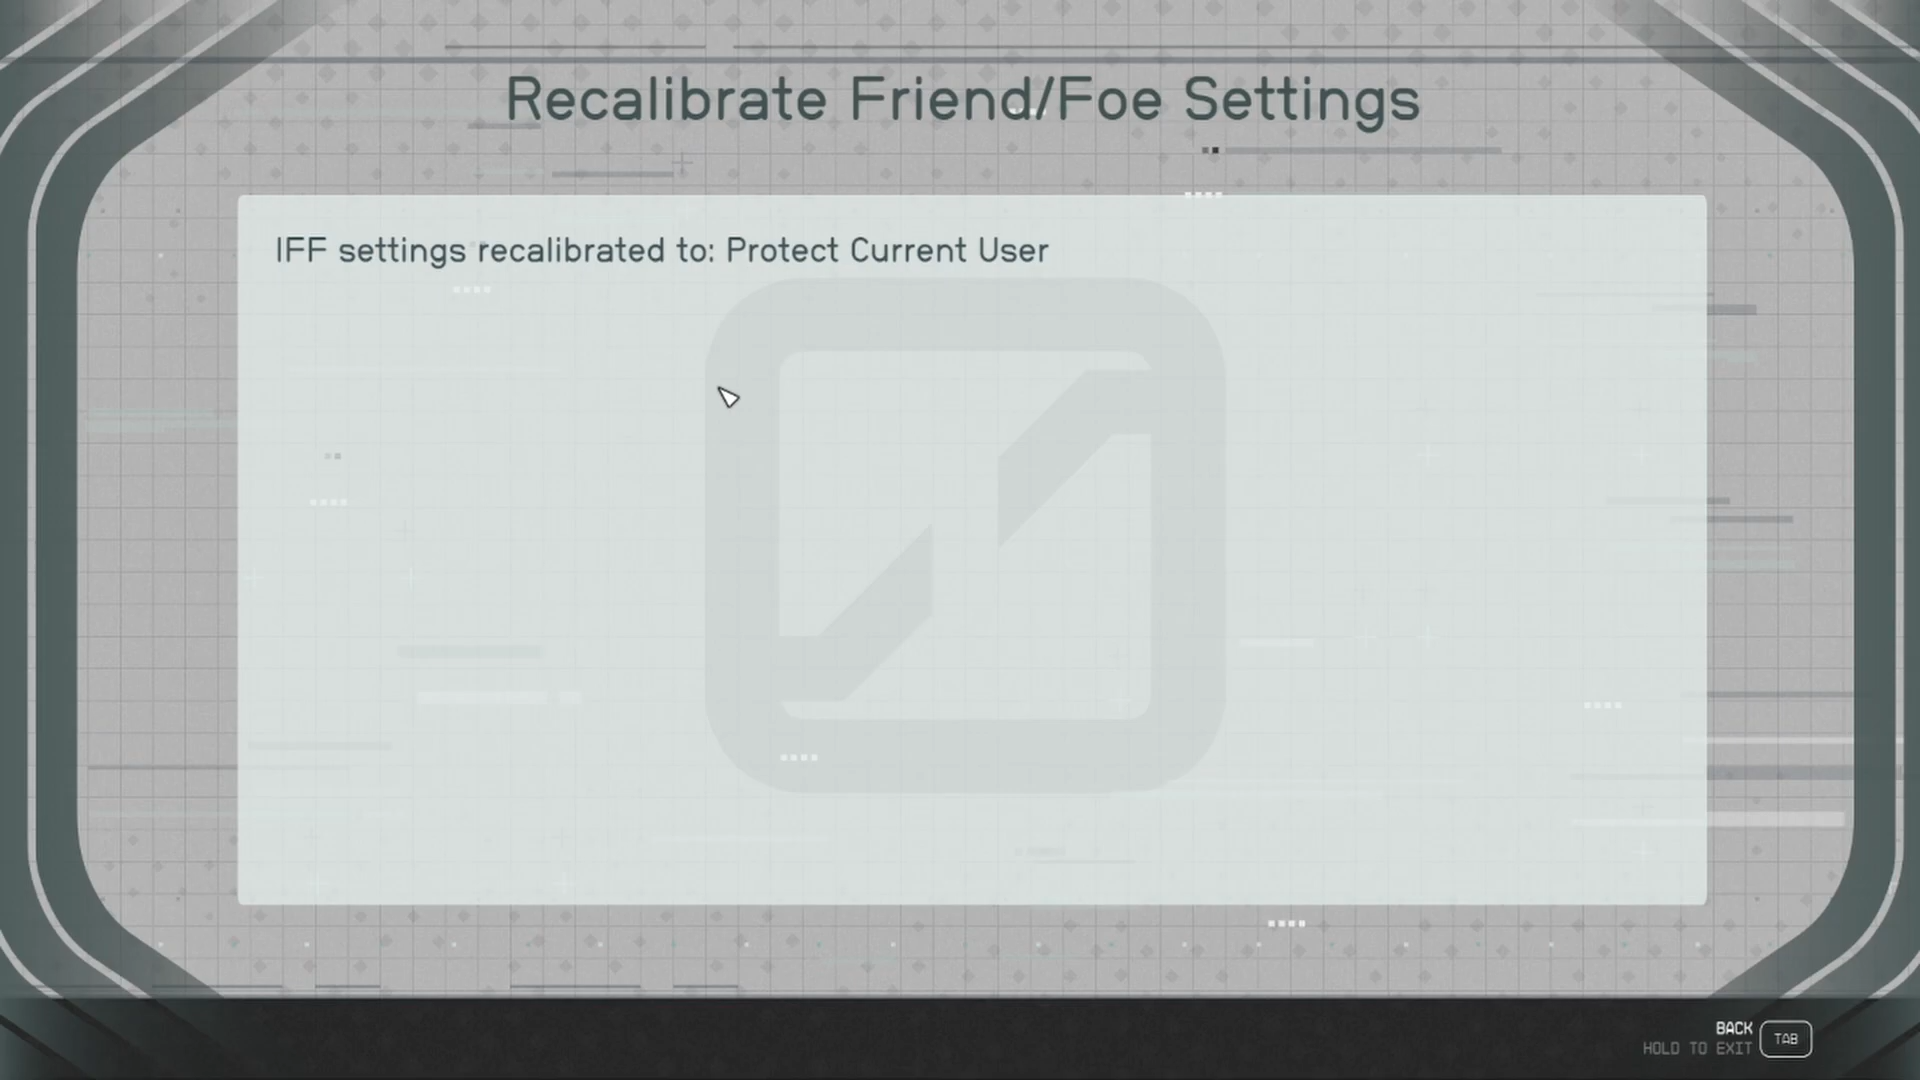 Recalibrate Friend/Foe Settings
IFF settings recalibrated to: Protect Current User
BACK
HOLD TO EXIT
TAB